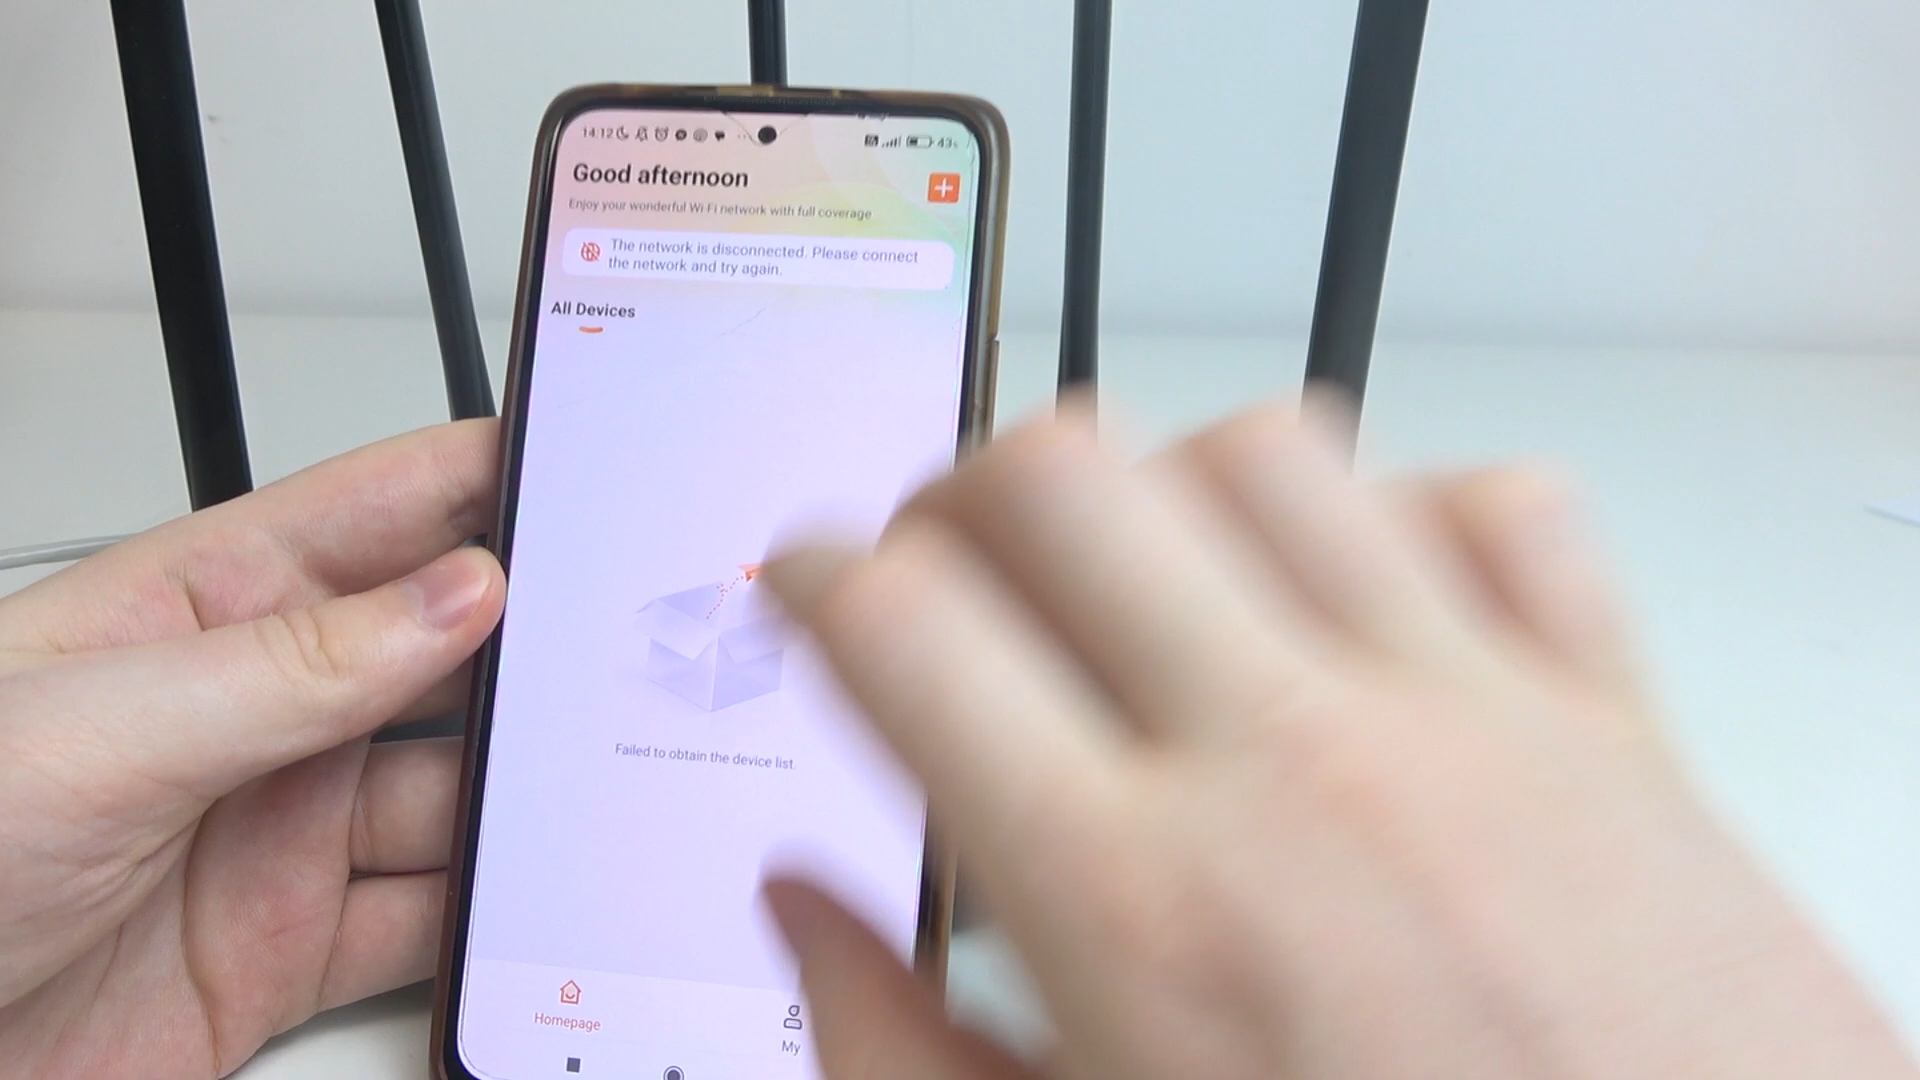 14:12
43
Good afternoon
Enjoy your wonderful Wi-Fi network with full coverage
The network is disconnected. Please connect
the network and try again.
All Devices
Failed to obtain the device list.
Homepage
My